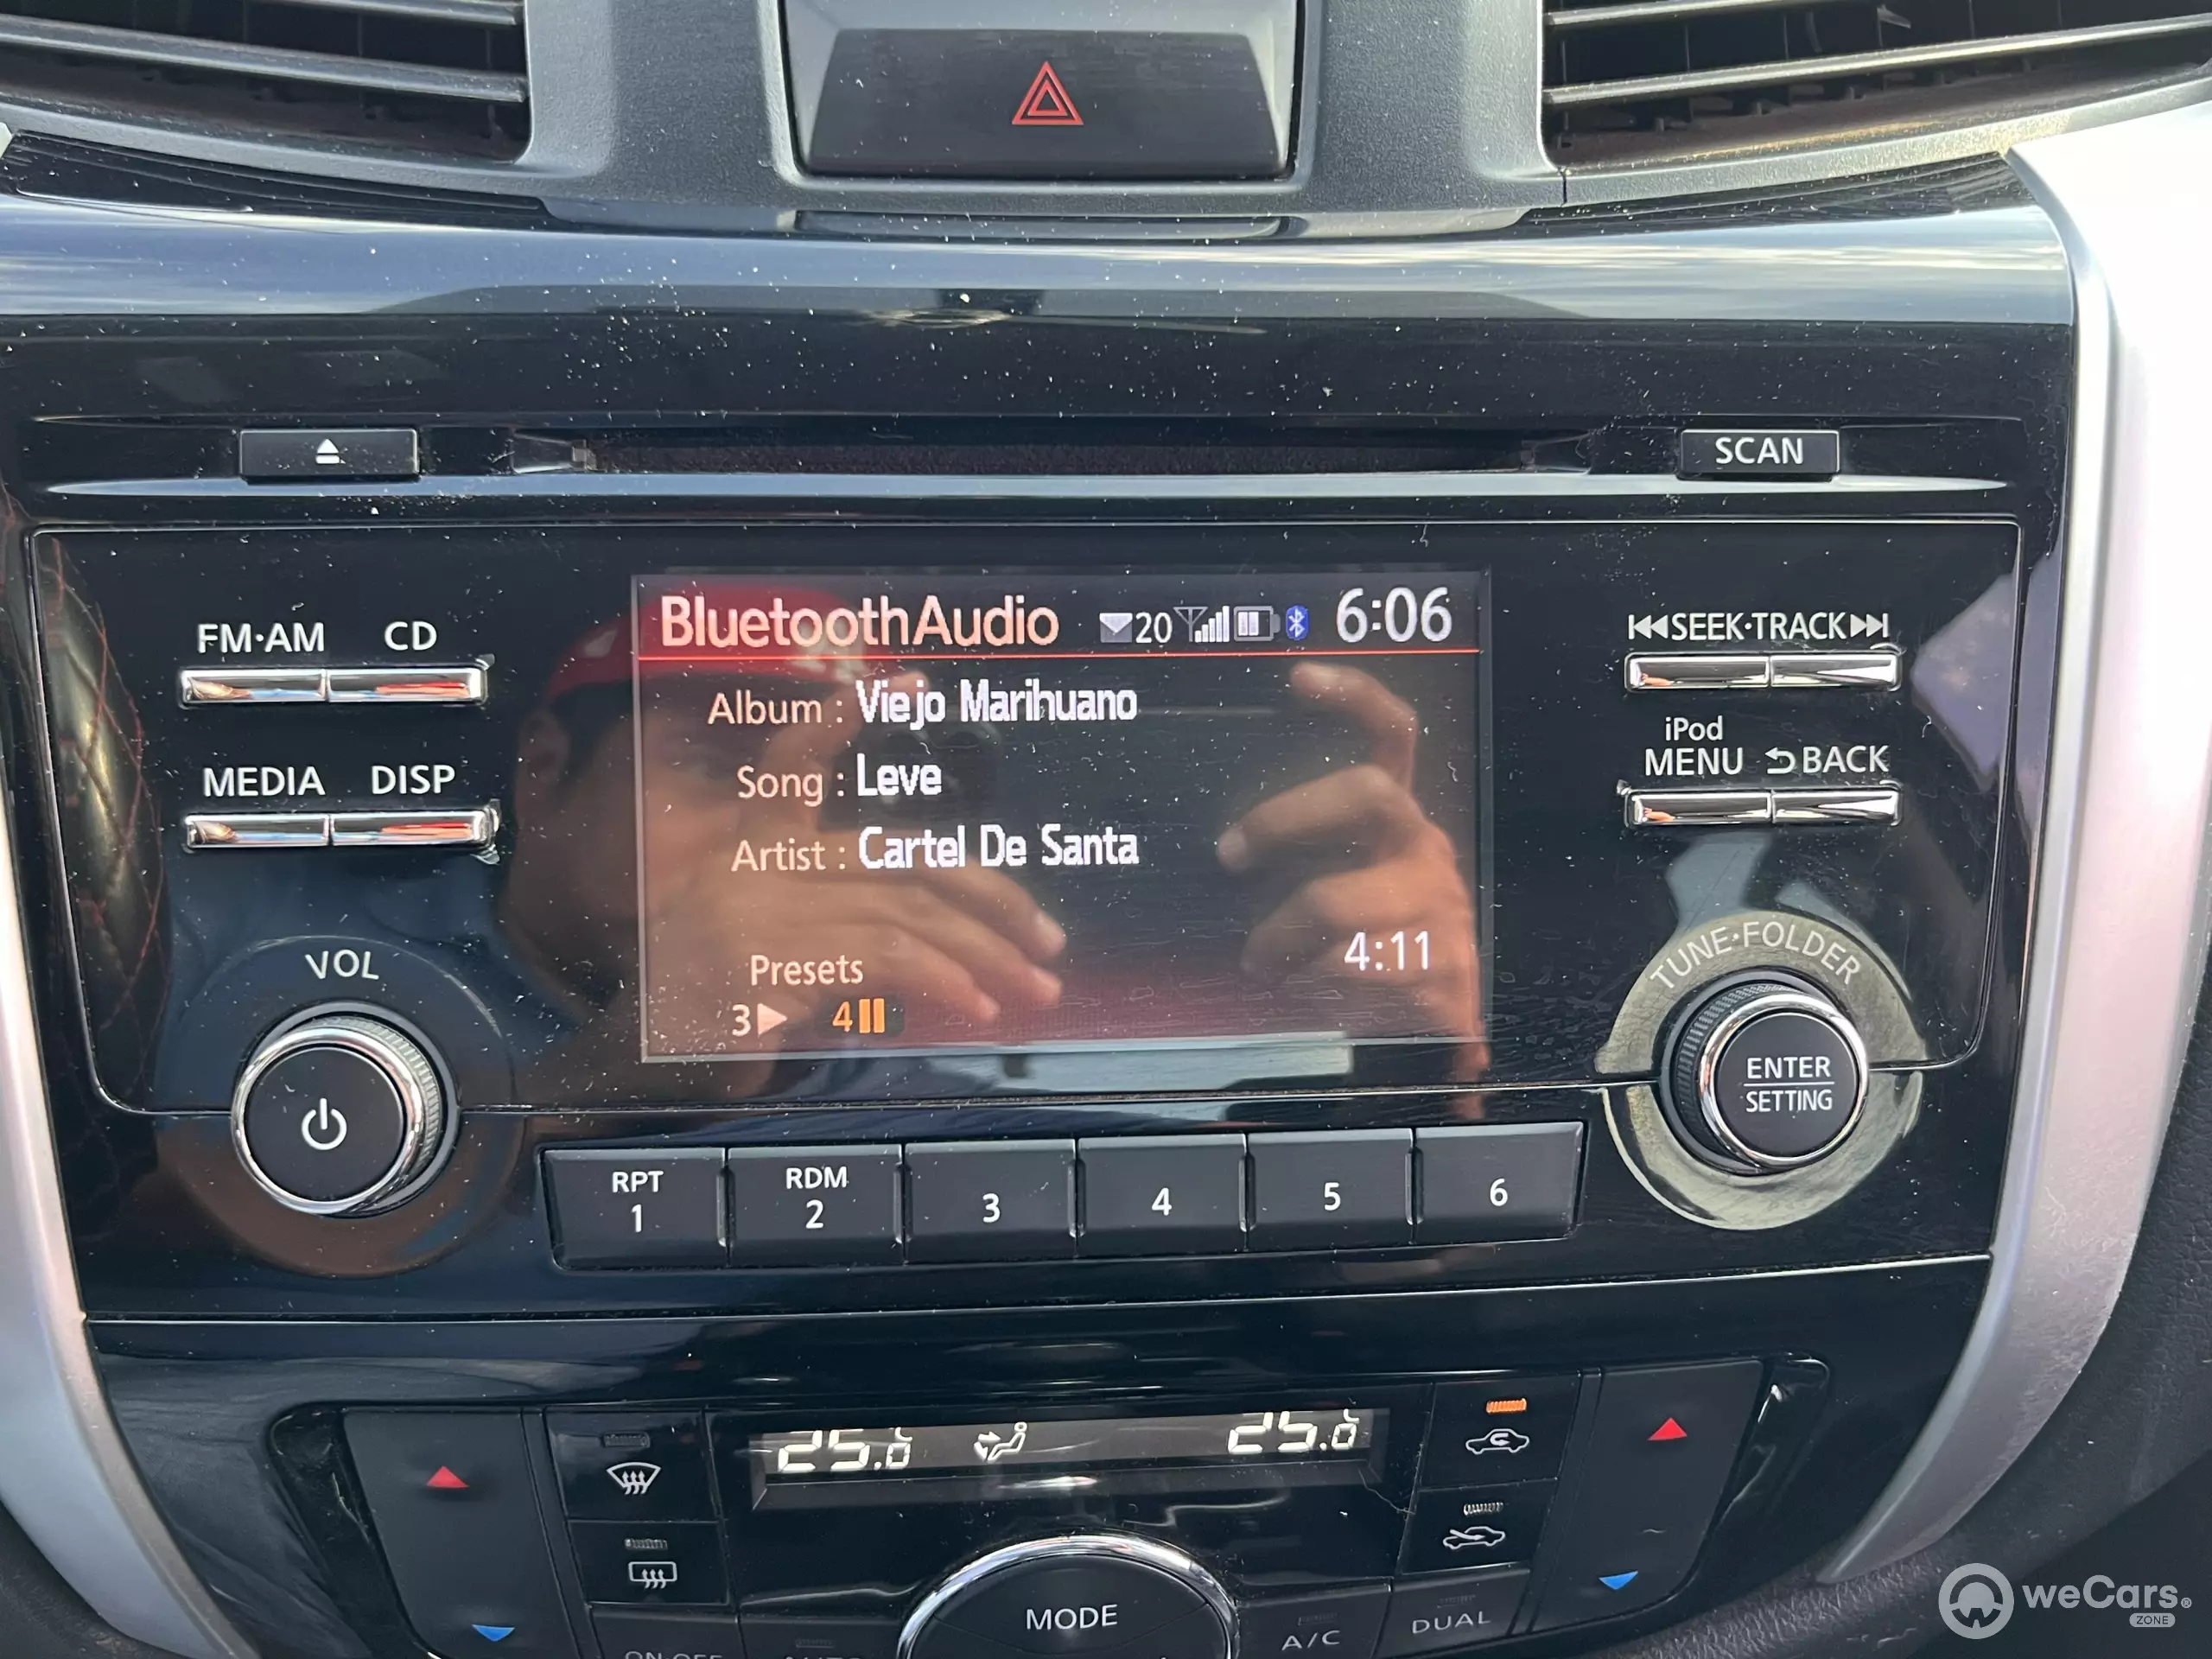 SCAN
FM·AM CD
BluetoothAudio 20 6:06
SEEK·TRACK
Album : Viejo Marihuano
iPod
MENU BACK
MEDIA DISP
Song : Leve
Artist : Cartel De Santa
VOL
TUNE·FOLDER
4:11
Presets
3 4
ENTER
SETTING
RPT
1
RDM
2
3
4
5
6
25.0 25.0
MODE
A/C
DUAL
weCars®
ZONE